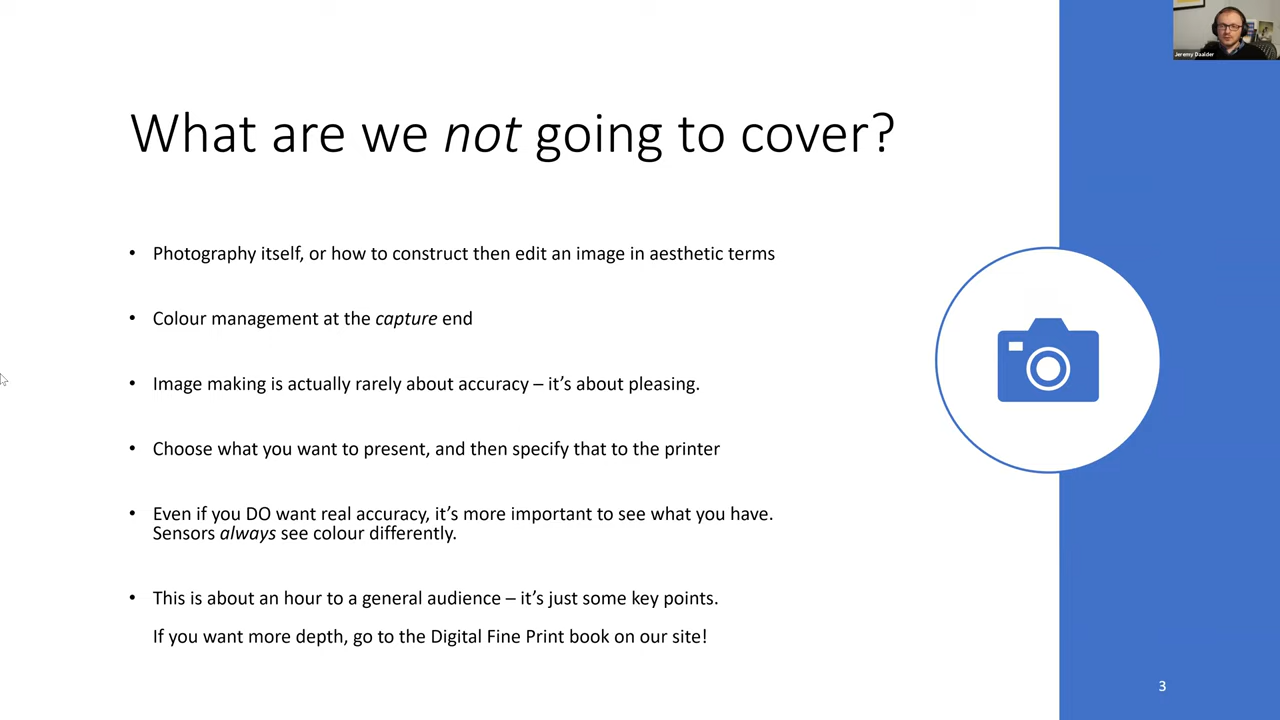 Jeremy Daalder
What are we not going to cover?
• Photography itself, or how to construct then edit an image in aesthetic terms
• Colour management at the capture end
• Image making is actually rarely about accuracy – it's about pleasing.
• Choose what you want to present, and then specify that to the printer
• Even if you DO want real accuracy, it's more important to see what you have.
Sensors always see colour differently.
• This is about an hour to a general audience – it's just some key points.
If you want more depth, go to the Digital Fine Print book on our site!
3